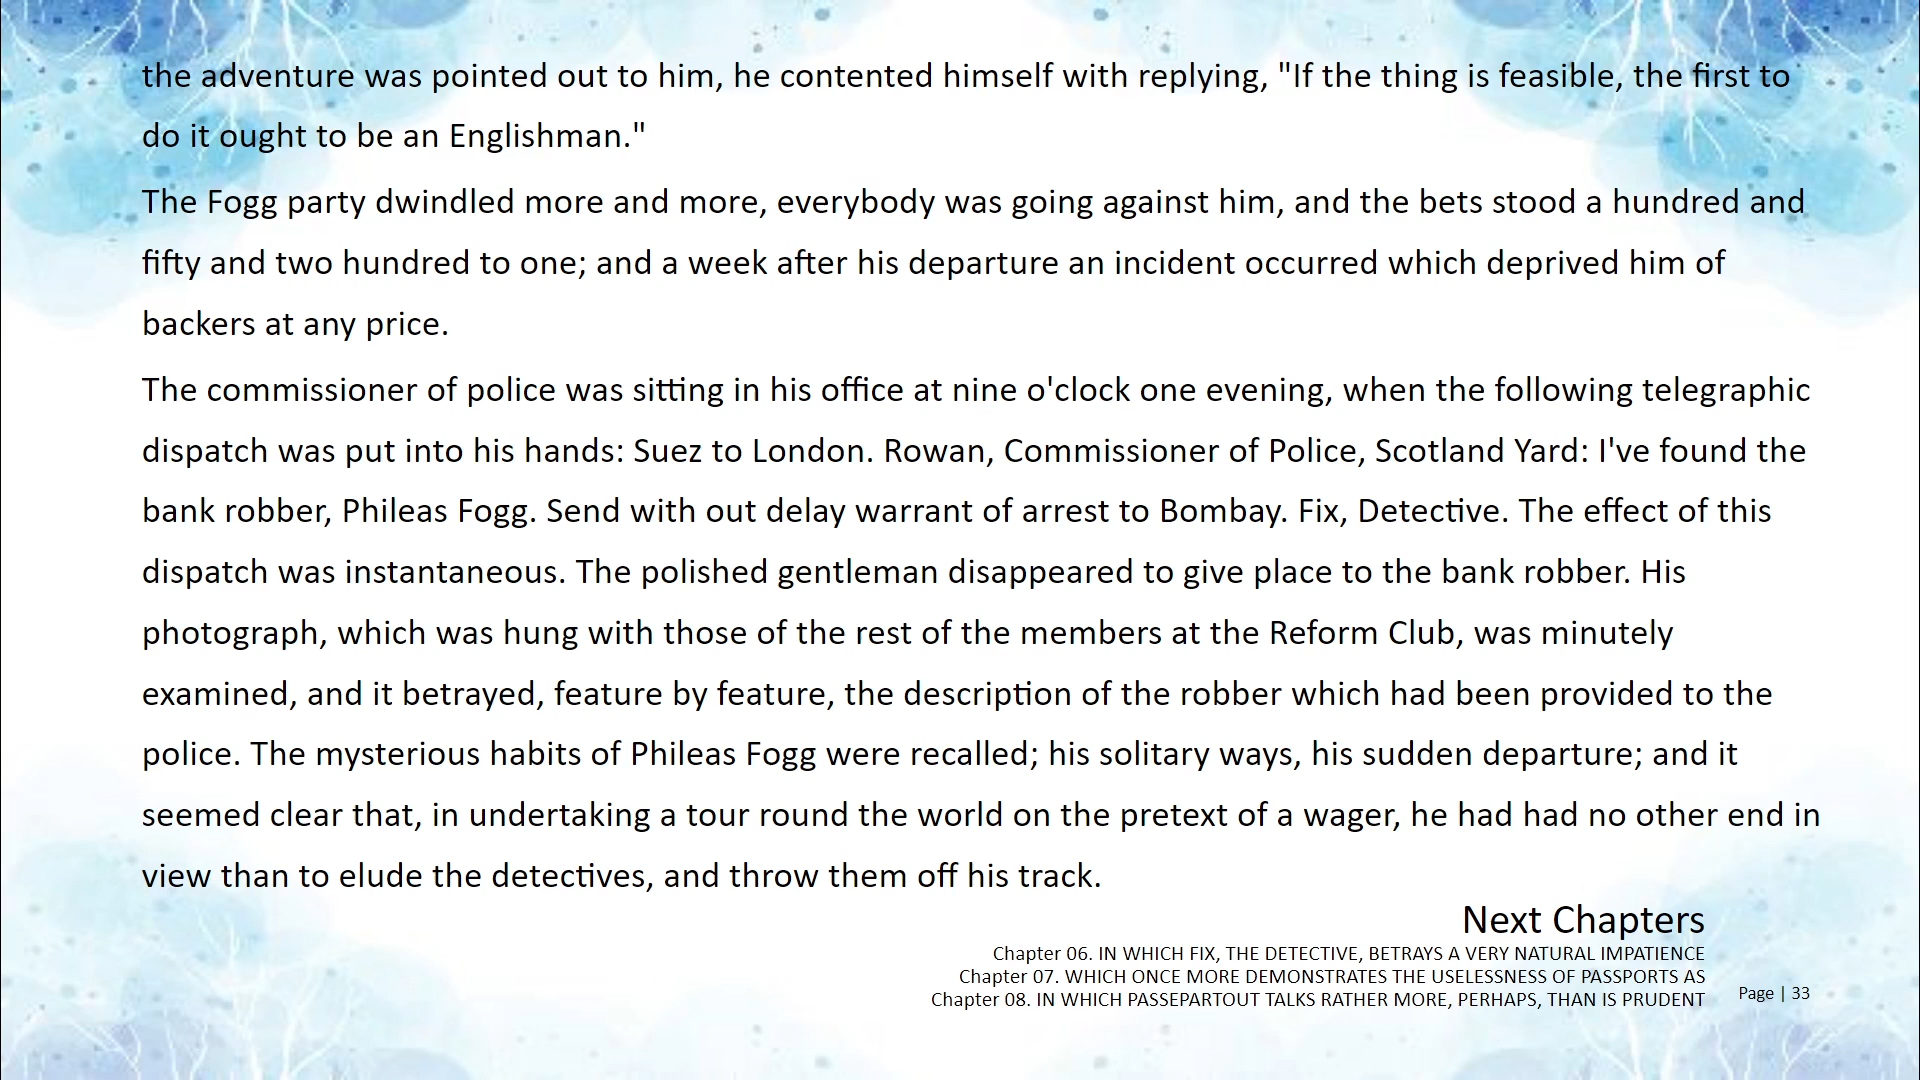 the adventure was pointed out to him, he contented himself with replying, "If the thing is feasible, the first to
do it ought to be an Englishman."
The Fogg party dwindled more and more, everybody was going against him, and the bets stood a hundred and
fifty and two hundred to one; and a week after his departure an incident occurred which deprived him of
backers at any price.
The commissioner of police was sitting in his office at nine o'clock one evening, when the following telegraphic
dispatch was put into his hands: Suez to London. Rowan, Commissioner of Police, Scotland Yard: I've found the
bank robber, Phileas Fogg. Send with out delay warrant of arrest to Bombay. Fix, Detective. The effect of this
dispatch was instantaneous. The polished gentleman disappeared to give place to the bank robber. His
photograph, which was hung with those of the rest of the members at the Reform Club, was minutely
examined, and it betrayed, feature by feature, the description of the robber which had been provided to the
police. The mysterious habits of Phileas Fogg were recalled; his solitary ways, his sudden departure; and it
seemed clear that, in undertaking a tour round the world on the pretext of a wager, he had had no other end in
view than to elude the detectives, and throw them off his track.
Next Chapters
Chapter 06. IN WHICH FIX, THE DETECTIVE, BETRAYS A VERY NATURAL IMPATIENCE
Chapter 07. WHICH ONCE MORE DEMONSTRATES THE USELESSNESS OF PASSPORTS AS
Chapter 08. IN WHICH PASSEPARTOUT TALKS RATHER MORE, PERHAPS, THAN IS PRUDENT
Page | 33